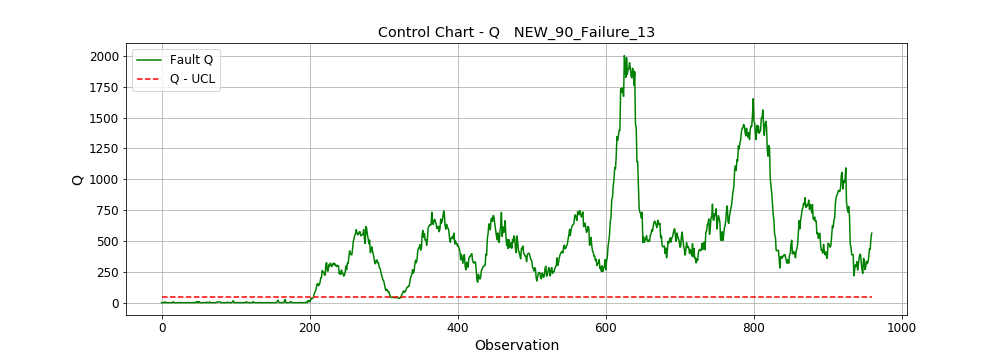 Control Chart - Q   NEW_90_Failure_13
Fault Q
Q - UCL
2000
1750
1500
1250
1000
750
500
250
0
Q
0 200 400 600 800 1000
Observation